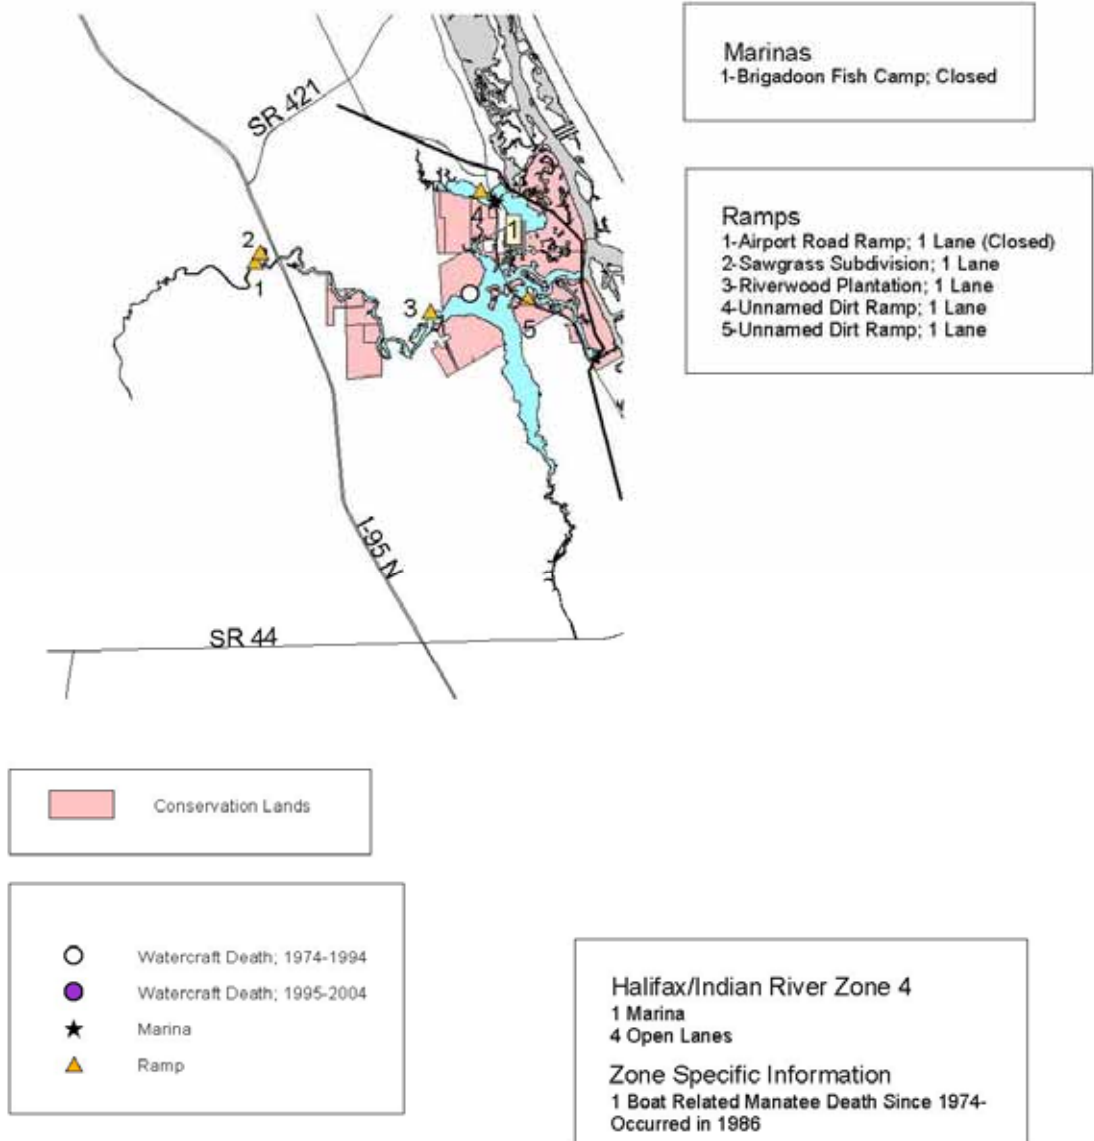 Marinas
1-Brigadoon Fish Camp; Closed
Ramps
1-Airport Road Ramp; 1 Lane (Closed)
2-Sawgrass Subdivision; 1 Lane
3-Riverwood Plantation; 1 Lane
4-Unnamed Dirt Ramp; 1 Lane
5-Unnamed Dirt Ramp; 1 Lane
SR 421
4
1
2
1
3
5
I-95 N
SR 44
Conservation Lands
Watercraft Death; 1974-1994
Watercraft Death; 1995-2004
Marina
Ramp
Halifax/Indian River Zone 4
1 Marina
4 Open Lanes
Zone Specific Information
1 Boat Related Manatee Death Since 1974-
Occurred in 1986